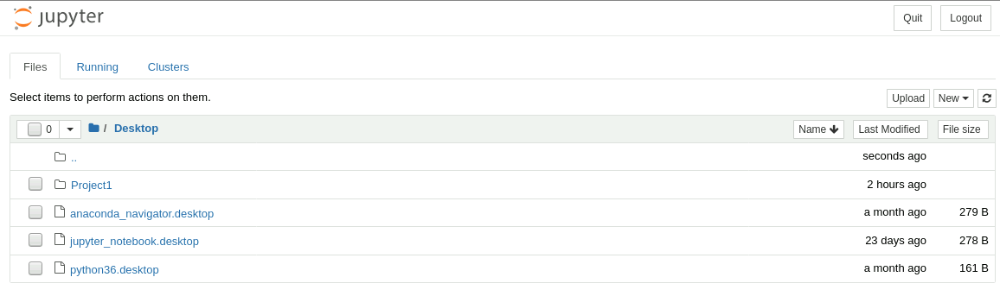 jupyter Quit Logout
Files Running Clusters
Select items to perform actions on them. Upload New
0 / Desktop Name Last Modified File size
.. seconds ago
Project1 2 hours ago
anaconda_navigator.desktop a month ago 279 B
jupyter_notebook.desktop 23 days ago 278 B
python36.desktop a month ago 161 B